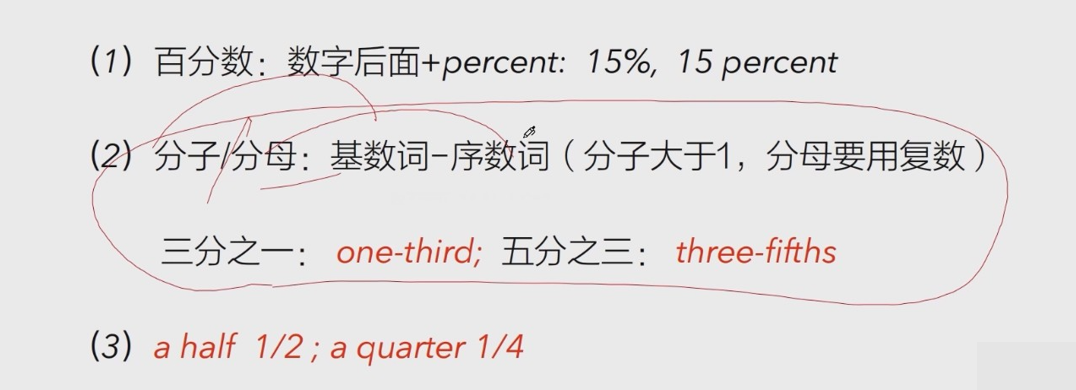 (1) 百分数：数字后面+percent: 15%, 15 percent
(2) 分子/分母：基数词-序数词（分子大于1，分母要用复数）
三分之一： one-third; 五分之三： three-fifths
(3) a half 1/2 ; a quarter 1/4